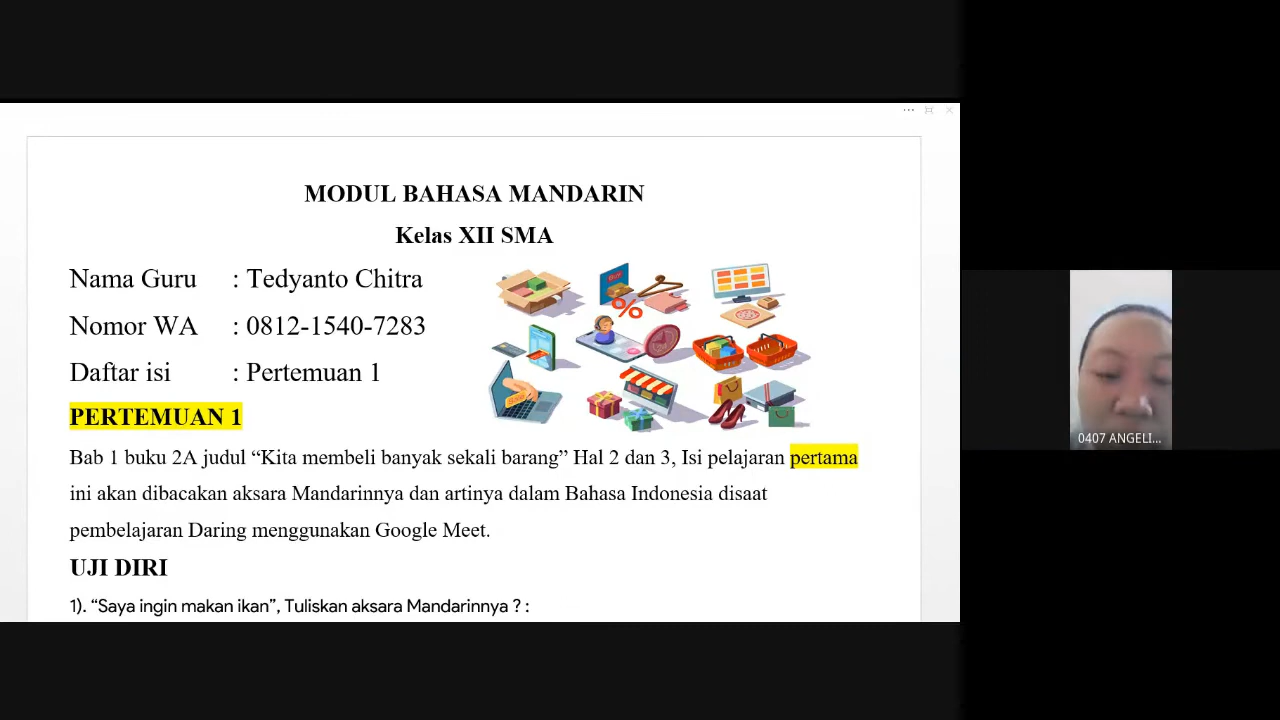 MODUL BAHASA MANDARIN
Kelas XII SMA
Nama Guru : Tedyanto Chitra
Nomor WA : 0812-1540-7283
Daftar isi : Pertemuan 1
PERTEMUAN 1
Bab 1 buku 2A judul “Kita membeli banyak sekali barang” Hal 2 dan 3, Isi pelajaran pertama
ini akan dibacakan aksara Mandarinnya dan artinya dalam Bahasa Indonesia disaat
pembelajaran Daring menggunakan Google Meet.
UJI DIRI
1). “Saya ingin makan ikan”, Tuliskan aksara Mandarinnya ? :
%
0407 ANGELI...